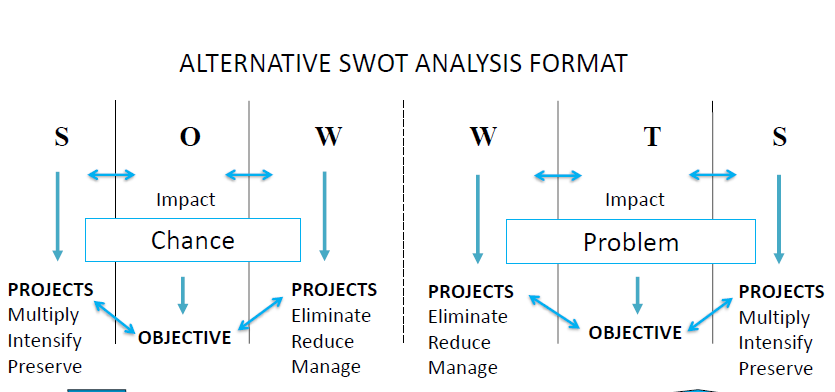 ALTERNATIVE SWOT ANALYSIS FORMAT
S O W W T S
Impact Impact
Chance Problem
PROJECTS PROJECTS PROJECTS PROJECTS
Multiply Eliminate Eliminate Multiply
OBJECTIVE OBJECTIVE
Intensify Reduce Reduce Intensify
Preserve Manage Manage Preserve